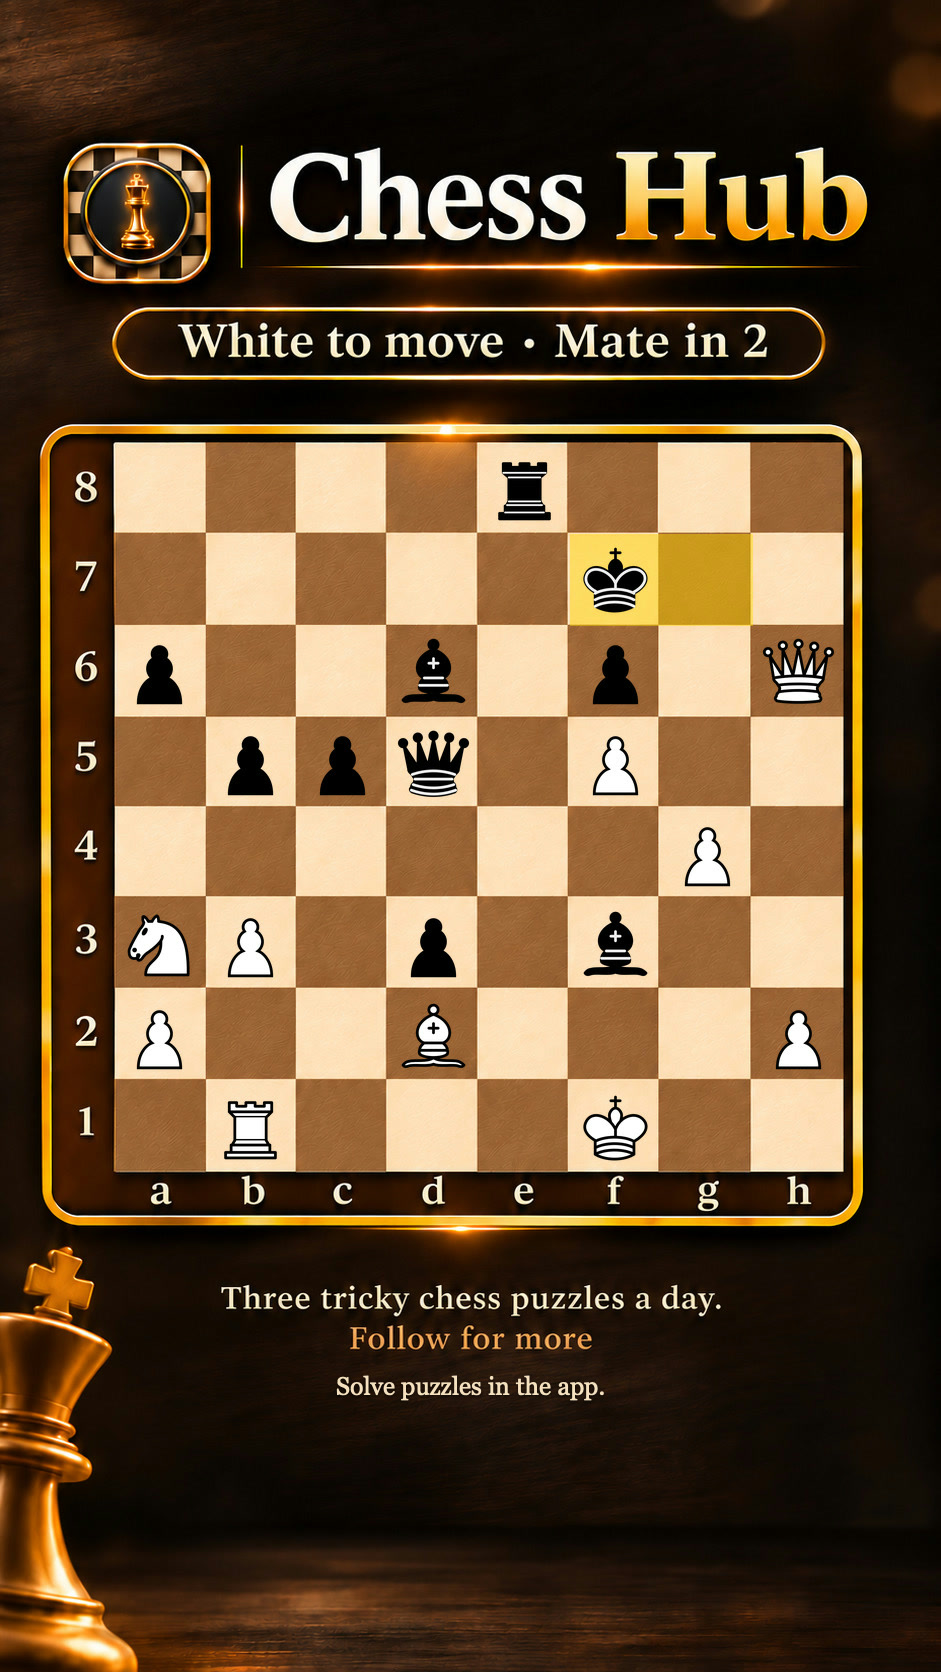 Chess Hub
White to move · Mate in 2
8
7
6
5
4
3
2
1
a b c d e f g h
Three tricky chess puzzles a day.
Follow for more
Solve puzzles in the app.